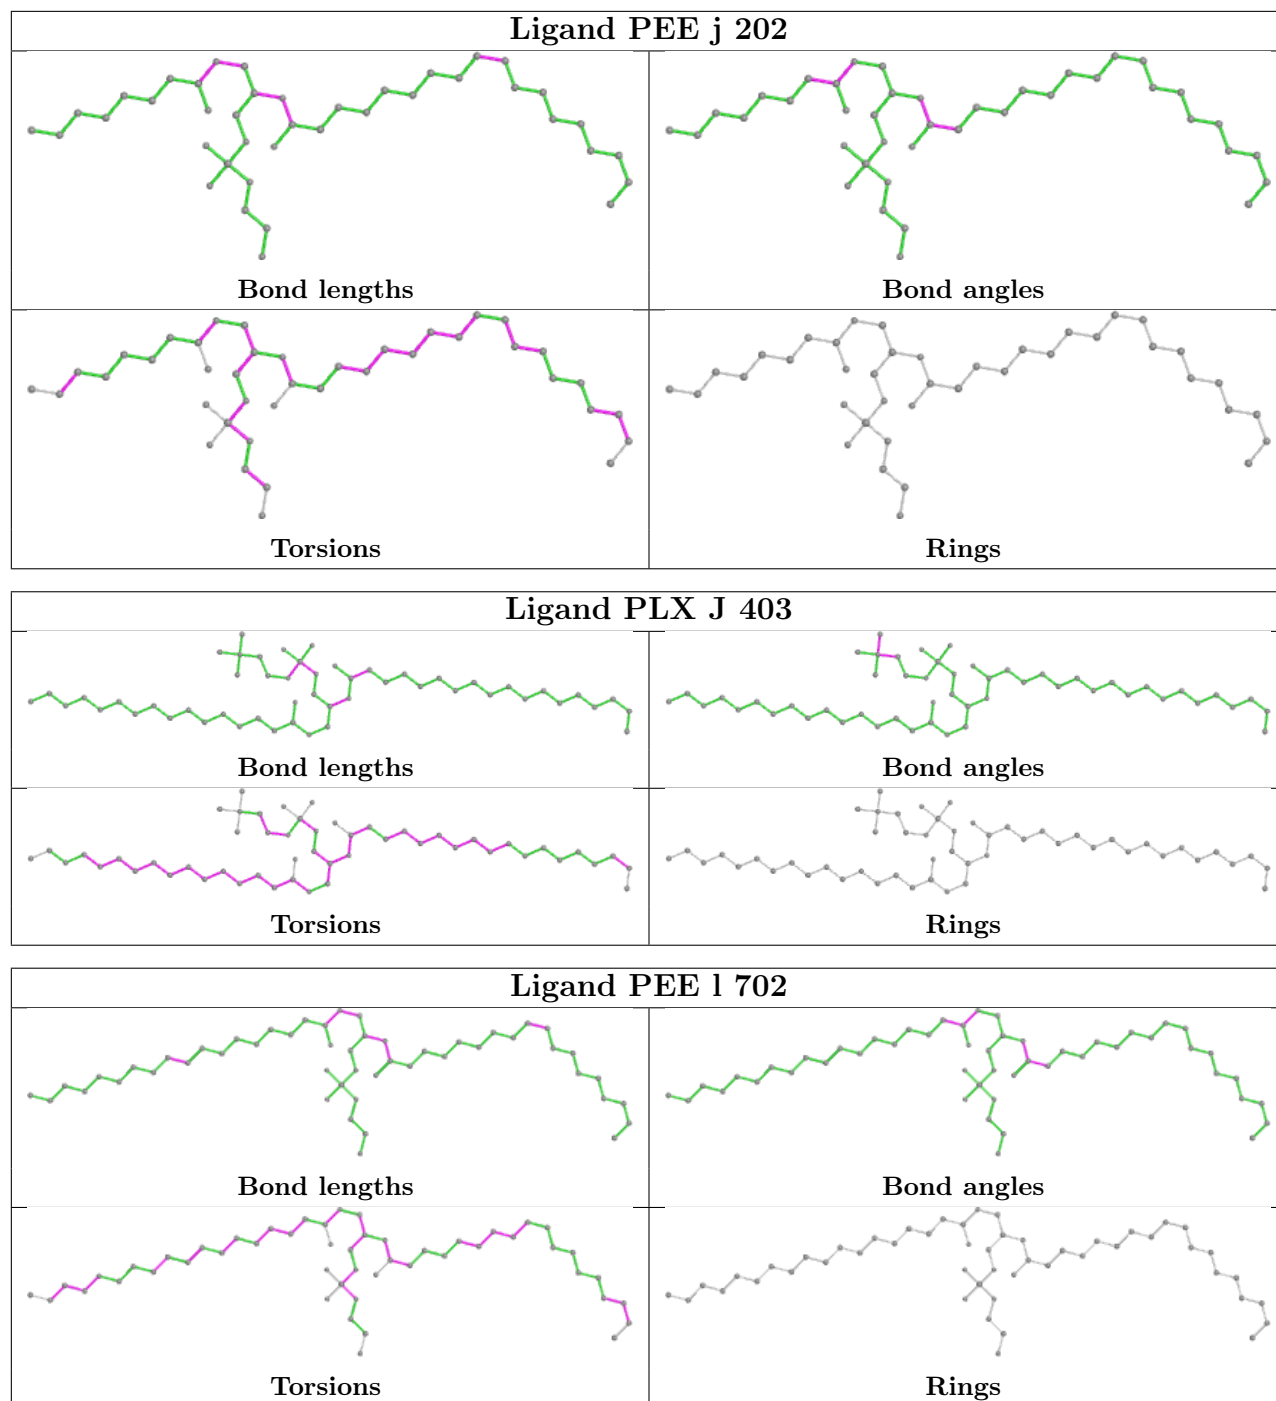 Ligand PEE j 202
Bond lengths
Bond angles
Torsions
Rings
Ligand PLX J 403
Bond lengths
Bond angles
Torsions
Rings
Ligand PEE l 702
Bond lengths
Bond angles
Torsions
Rings